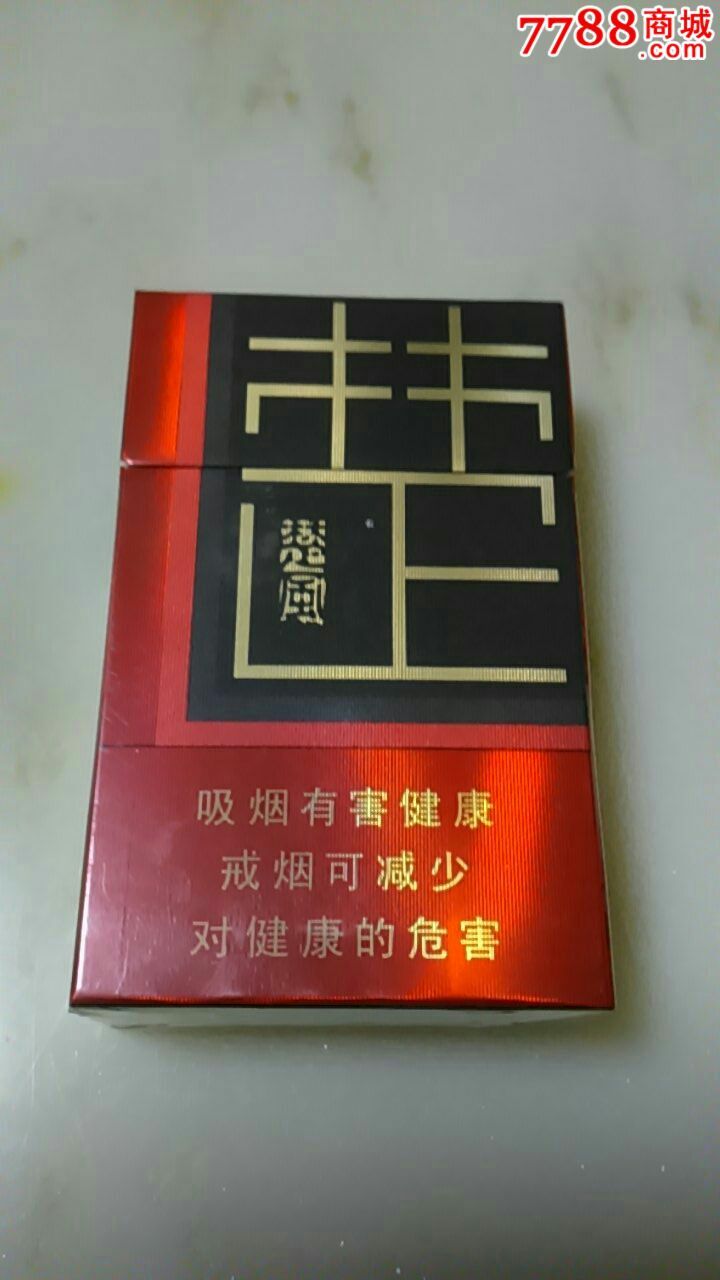 7788商城
.com
楚
吸烟有害健康
戒烟可减少
对健康的危害